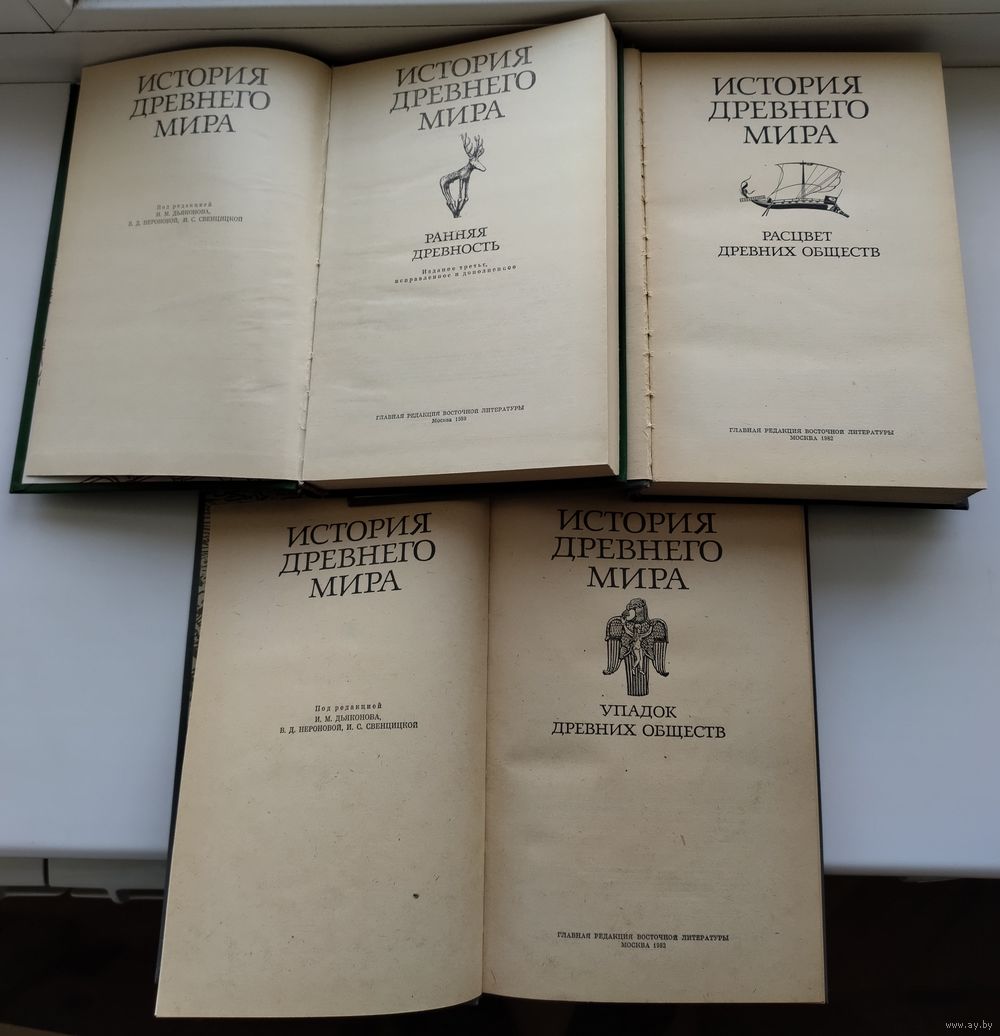 ИСТОРИЯ
ДРЕВНЕГО
МИРА
Под редакцией
И. М. ДЬЯКОНОВА,
В. Д. НЕРОНОВОЙ, И. С. СВЕНЦИЦКОЙ
ИСТОРИЯ
ДРЕВНЕГО
МИРА
РАННЯЯ
ДРЕВНОСТЬ
Издание третье,
исправленное и дополненное
ГЛАВНАЯ РЕДАКЦИЯ ВОСТОЧНОЙ ЛИТЕРАТУРЫ
Москва
ИСТОРИЯ
ДРЕВНЕГО
МИРА
РАСЦВЕТ
ДРЕВНИХ ОБЩЕСТВ
ГЛАВНАЯ РЕДАКЦИЯ ВОСТОЧНОЙ ЛИТЕРАТУРЫ
МОСКВА 1982
ИСТОРИЯ
ДРЕВНЕГО
МИРА
Под редакцией
И. М. ДЬЯКОНОВА,
В. Д. НЕРОНОВОЙ, И. С. СВЕНЦИЦКОЙ
ИСТОРИЯ
ДРЕВНЕГО
МИРА
УПАДОК
ДРЕВНИХ ОБЩЕСТВ
ГЛАВНАЯ РЕДАКЦИЯ ВОСТОЧНОЙ ЛИТЕРАТУРЫ
МОСКВА 1982
www.ay.by